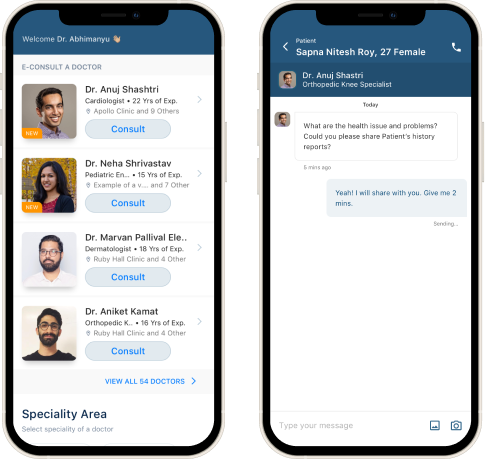 Welcome Dr. Abhimanyu 👋🏼
E-CONSULT A DOCTOR
Dr. Anuj Shashtri
Cardiologist • 22 Yrs of Exp.
Apollo Clinic and 9 Others
NEW
Consult
Dr. Neha Shrivastav
Pediatric En... • 15 Yrs of Exp.
Example of a v.... and 7 Other
NEW
Consult
Dr. Marvan Pallival Ele..
Dermatologist • 18 Yrs of Exp.
Ruby Hall Clinic and 4 Other
Consult
Dr. Aniket Kamat
Orthopedic K.. • 16 Yrs of Exp.
Ruby Hall Clinic and 4 Other
Consult
VIEW ALL 54 DOCTORS
Speciality Area
Select speciality of a doctor
Patient
Sapna Nitesh Roy, 27 Female
Dr. Anuj Shastri
Orthopedic Knee Specialist
Today
What are the health issue and problems?
Could you please share Patient's history
reports?
5 mins ago
Yeah! I will share with you. Give me 2
mins.
Sending...
Type your message